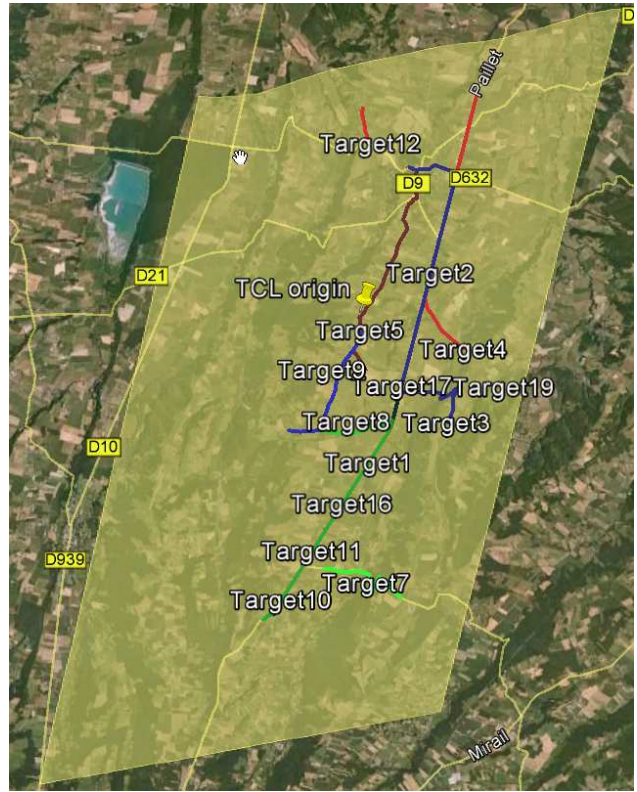 D
Paillet
Target12
D9
D632
D21
Target2
TCL origin
Target5
Target4
Target9
Target17
Target19
Target8
Target3
D10
Target1
Target16
D939
Target11
Target7
Target10
Mirail